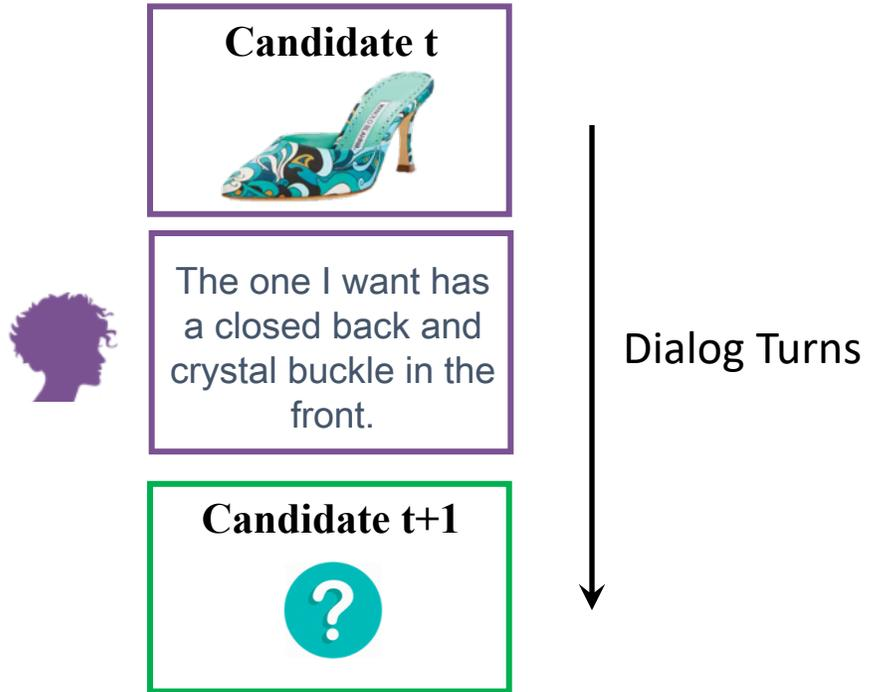 Candidate t
The one I want has
a closed back and
crystal buckle in the
front.
Dialog Turns
Candidate t+1
?